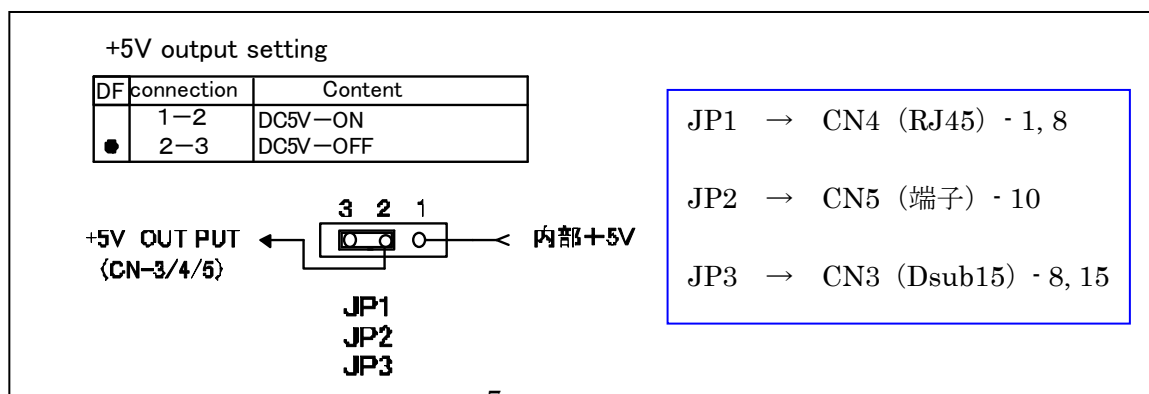 +5V output setting
DF connection Content
1－2 DC5V－ON
● 2－3 DC5V－OFF
JP1 → CN4（RJ45）- 1, 8
JP2 → CN5（端子）- 10
JP3 → CN3（Dsub15）- 8, 15
3 2 1
+5V OUT PUT
(CN-3/4/5)
内部＋5V
JP1
JP2
JP3